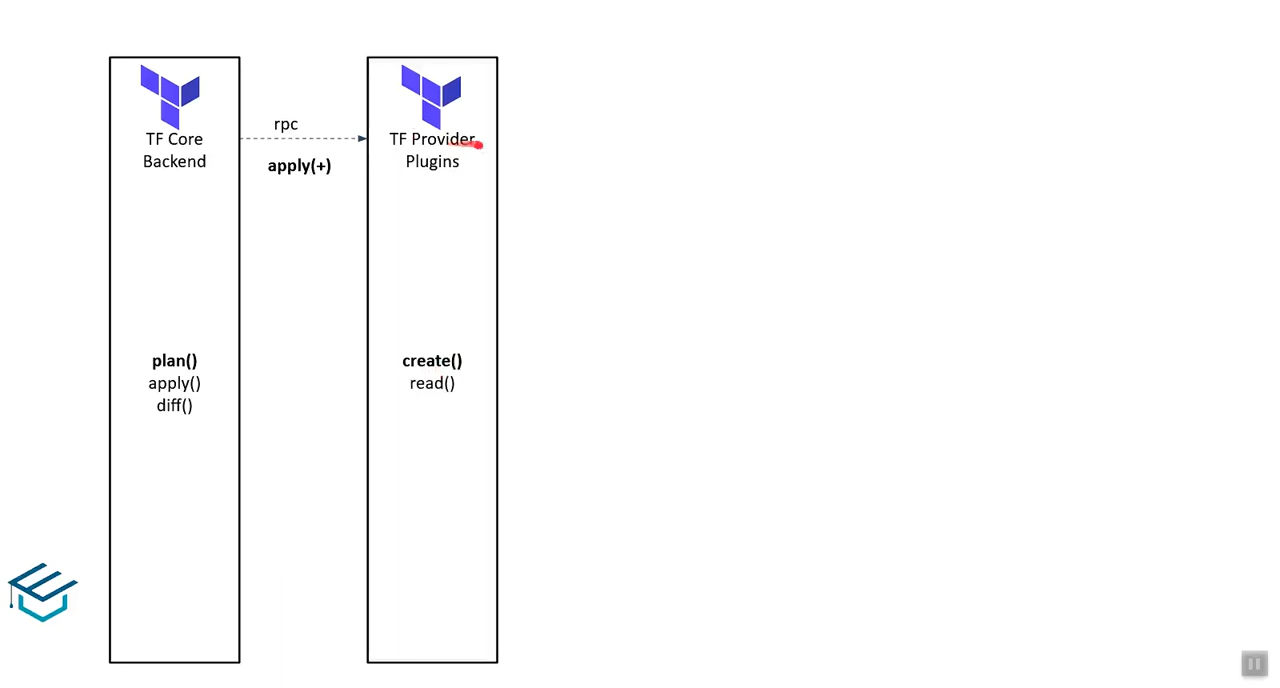 TF Core
Backend
rpc
apply(+)
TF Provider
Plugins
plan()
apply()
diff()
create()
read()